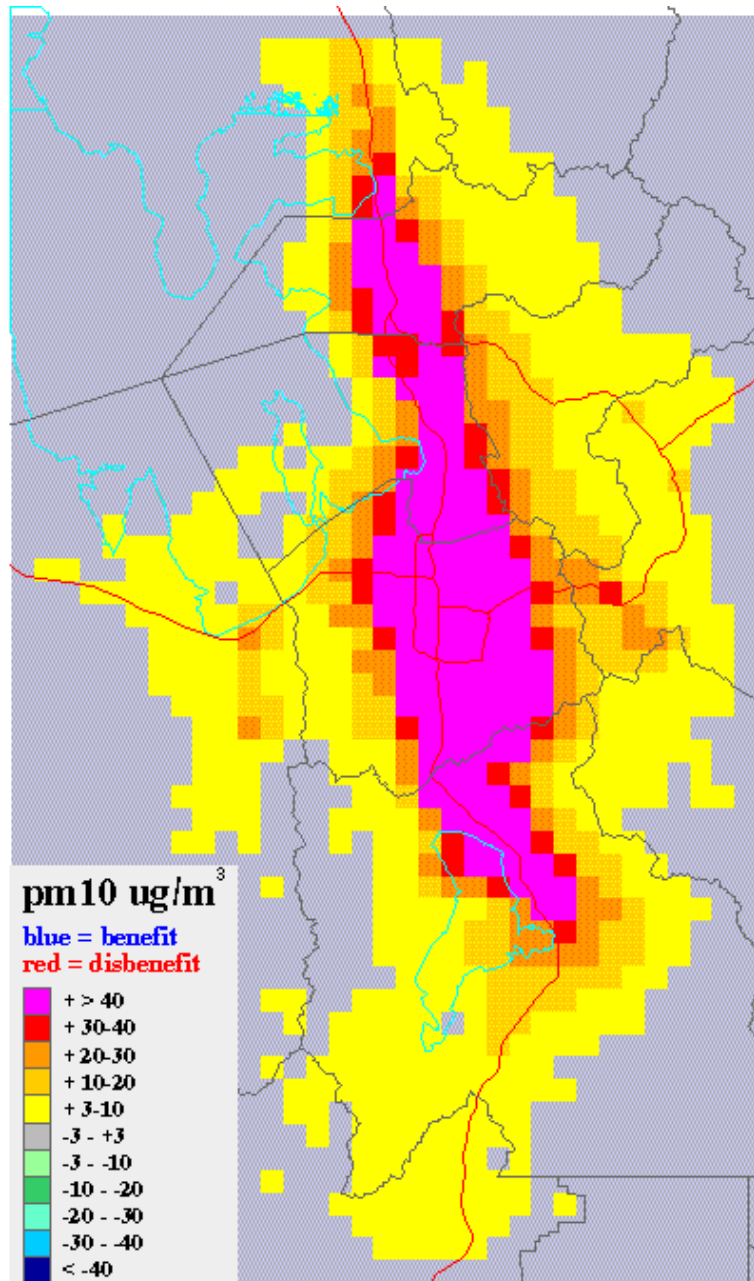 pm10 ug/m³
blue = benefit
red = disbenefit
+ > 40
+ 30-40
+ 20-30
+ 10-20
+ 3-10
-3 - +3
-3 - -10
-10 - -20
-20 - -30
-30 - -40
< -40